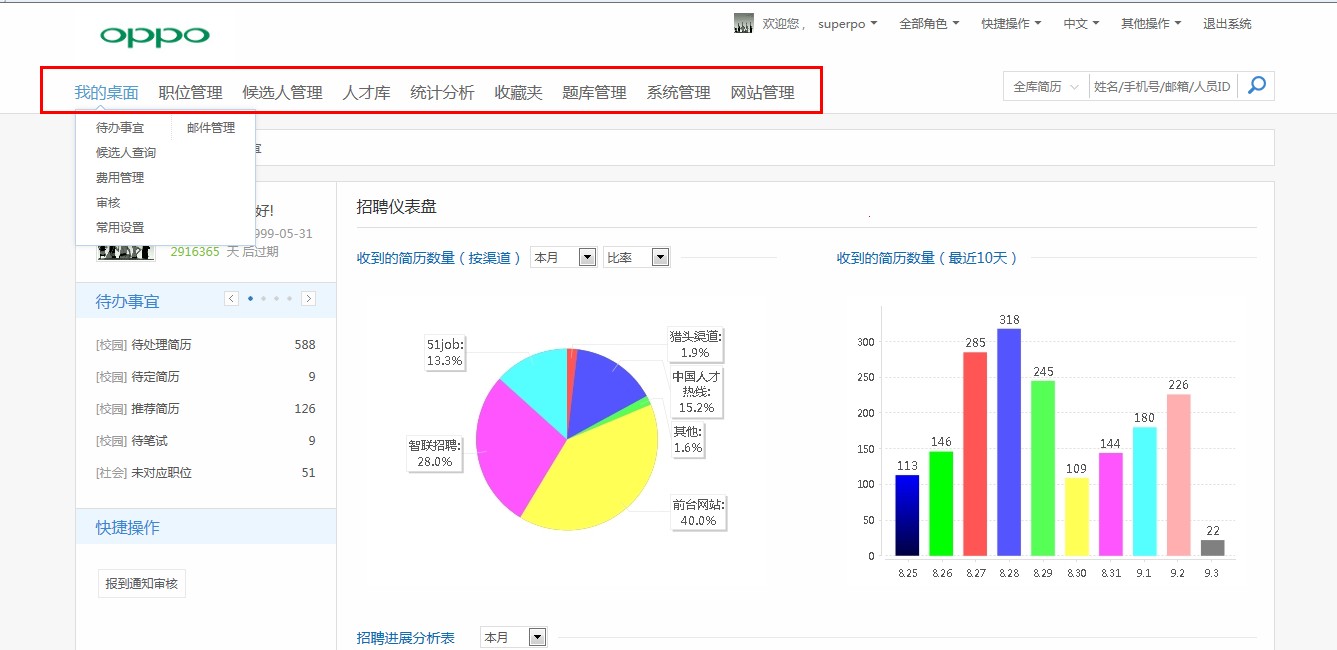 oppo
欢迎您， superpo 全部角色 快捷操作 中文 其他操作 退出系统
我的桌面 职位管理 候选人管理 人才库 统计分析 收藏夹 题库管理 系统管理 网站管理
全库简历 姓名/手机号/邮箱/人员ID
待办事宜 邮件管理
候选人查询
费用管理
审核
常用设置
宜
好!
999-05-31
2916365 天 后过期
待办事宜
[校园] 待处理简历 588
[校园] 待定简历 9
[校园] 推荐简历 126
[校园] 待笔试 9
[社会] 未对应职位 51
快捷操作
报到通知审核
招聘仪表盘
收到的简历数量（按渠道） 本月 比率
51job:
13.3%
猎头渠道:
1.9%
中国人才
热线:
15.2%
其他:
1.6%
智联招聘:
28.0%
前台网站:
40.0%
收到的简历数量（最近10天）
300
250
200
150
100
50
0
113
146
285
318
245
109
144
180
226
22
8.25 8.26 8.27 8.28 8.29 8.30 8.31 9.1 9.2 9.3
招聘进展分析表 本月